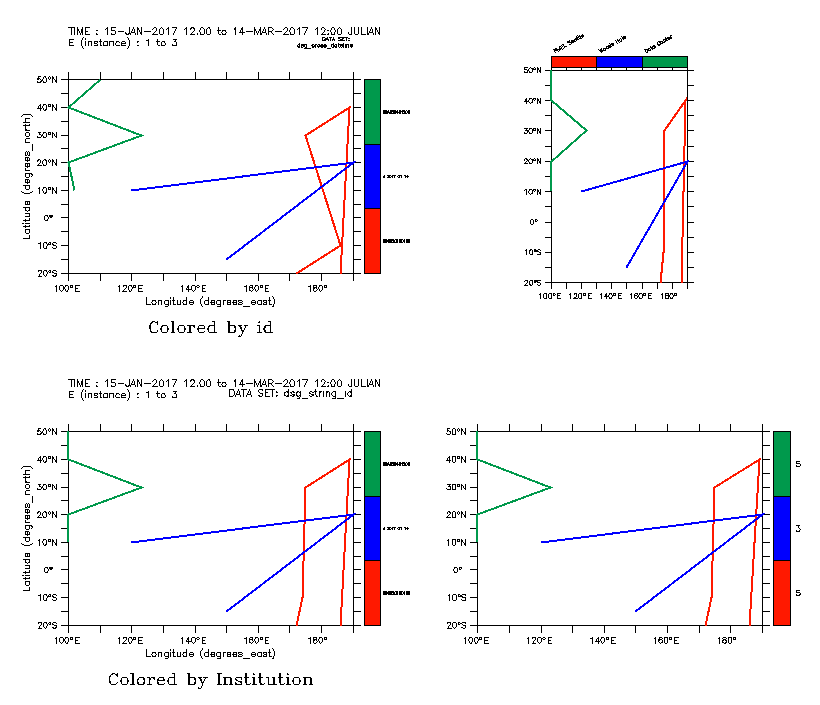 TIME : 15-JAN-2017 12.00 to 14-MAR-2017 12:00 JULIAN
E (instance) : 1 to 3
DATA SET:
dsg_cross_dateline
50°N
40°N
30°N
20°N
10°N
0°
10°S
20°S
Latitude (degrees_north)
100°E 120°E 140°E 160°E 180°
Longitude (degrees_east)
Colored by id
PMEL Seattle
Woods Hole
50°N
40°N
30°N
20°N
10°N
0°
10°S
20°S
100°E 120°E 140°E 160°E 180°
TIME : 15-JAN-2017 12.00 to 14-MAR-2017 12:00 JULIAN
E (instance) : 1 to 3
DATA SET: dsg_string_id
50°N
40°N
30°N
20°N
10°N
0°
10°S
20°S
Latitude (degrees_north)
100°E 120°E 140°E 160°E 180°
Longitude (degrees_east)
Colored by Institution
50°N
40°N
30°N
20°N
10°N
0°
10°S
20°S
100°E 120°E 140°E 160°E 180°
5
3
5